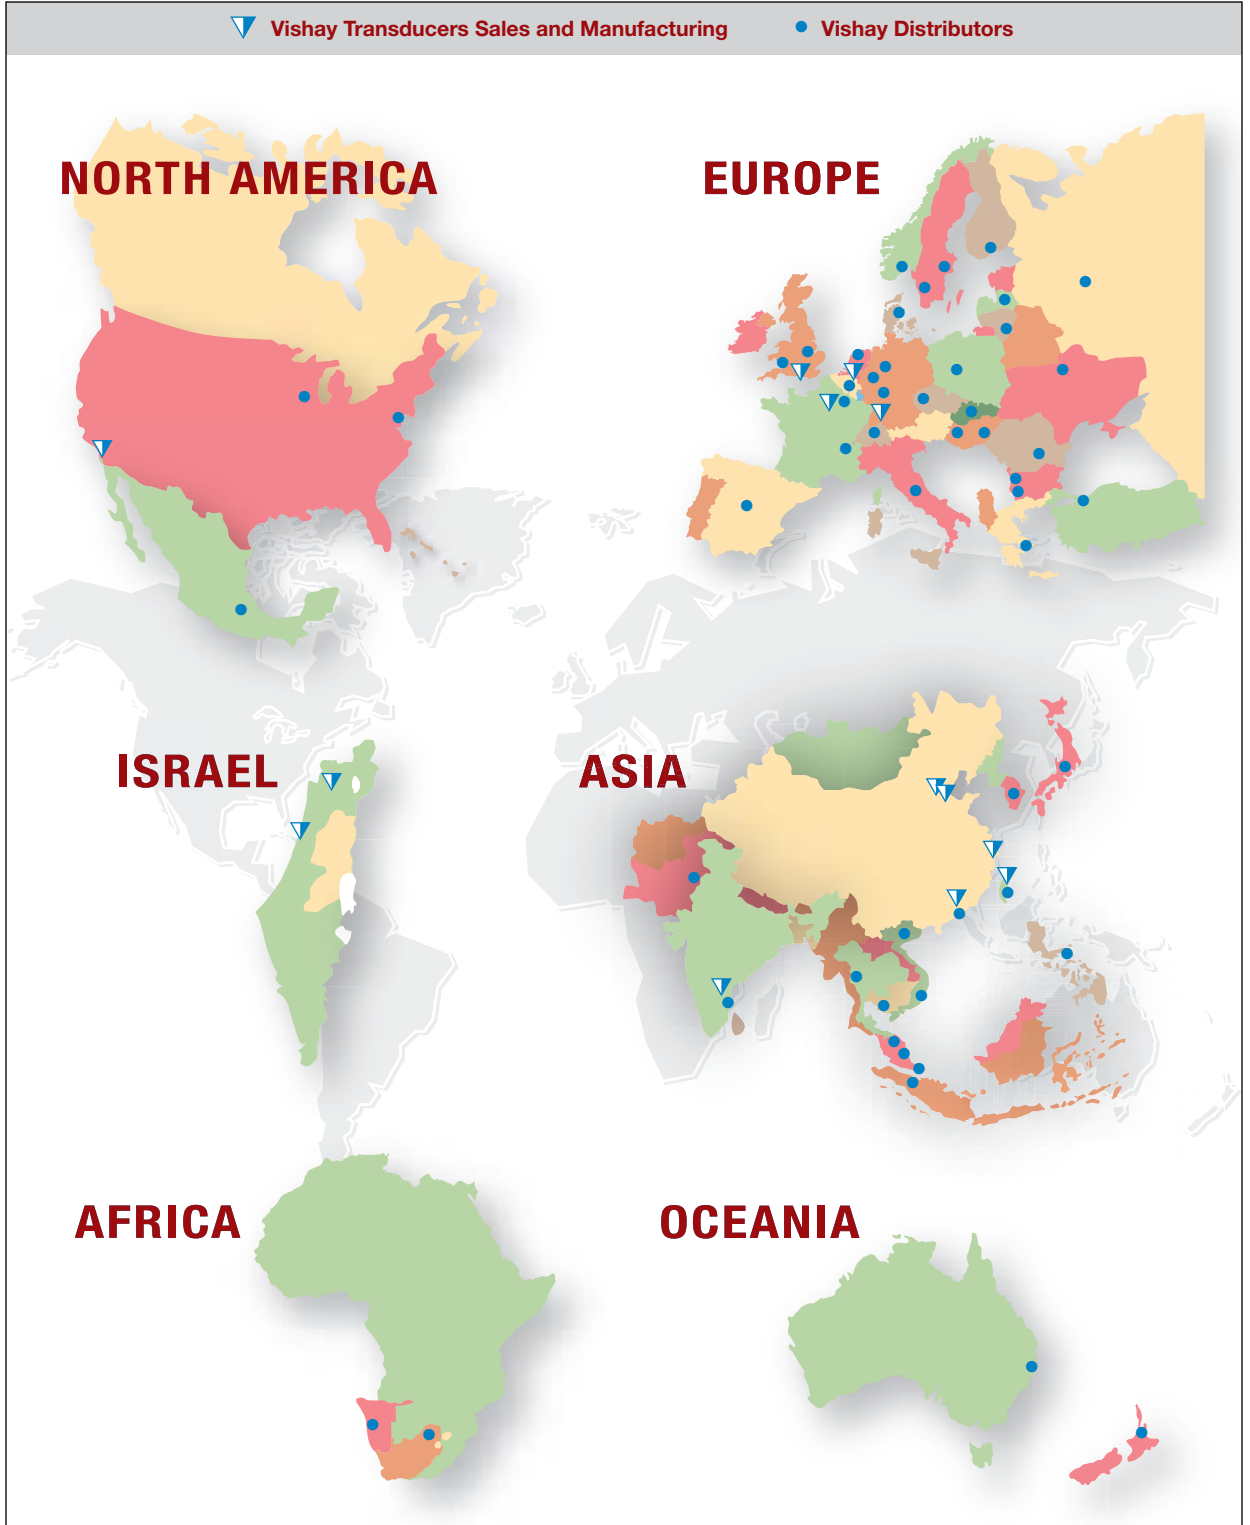 Vishay Transducers Sales and Manufacturing
Vishay Distributors
NORTH AMERICA
EUROPE
ISRAEL
ASIA
AFRICA
OCEANIA